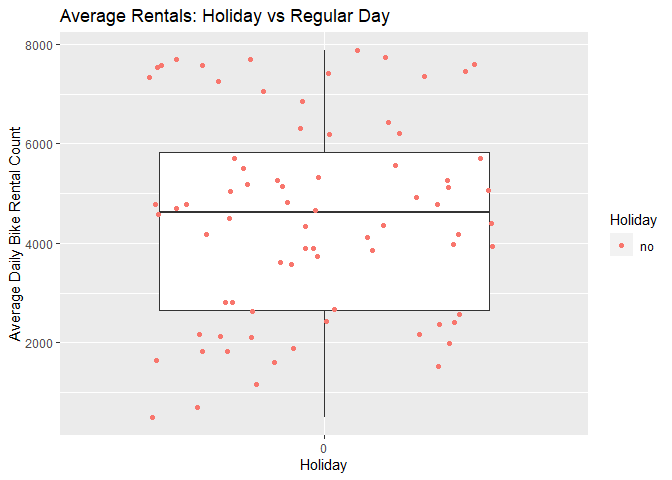 Average Rentals: Holiday vs Regular Day
Average Daily Bike Rental Count
8000
6000
4000
2000
0
Holiday
Holiday
no